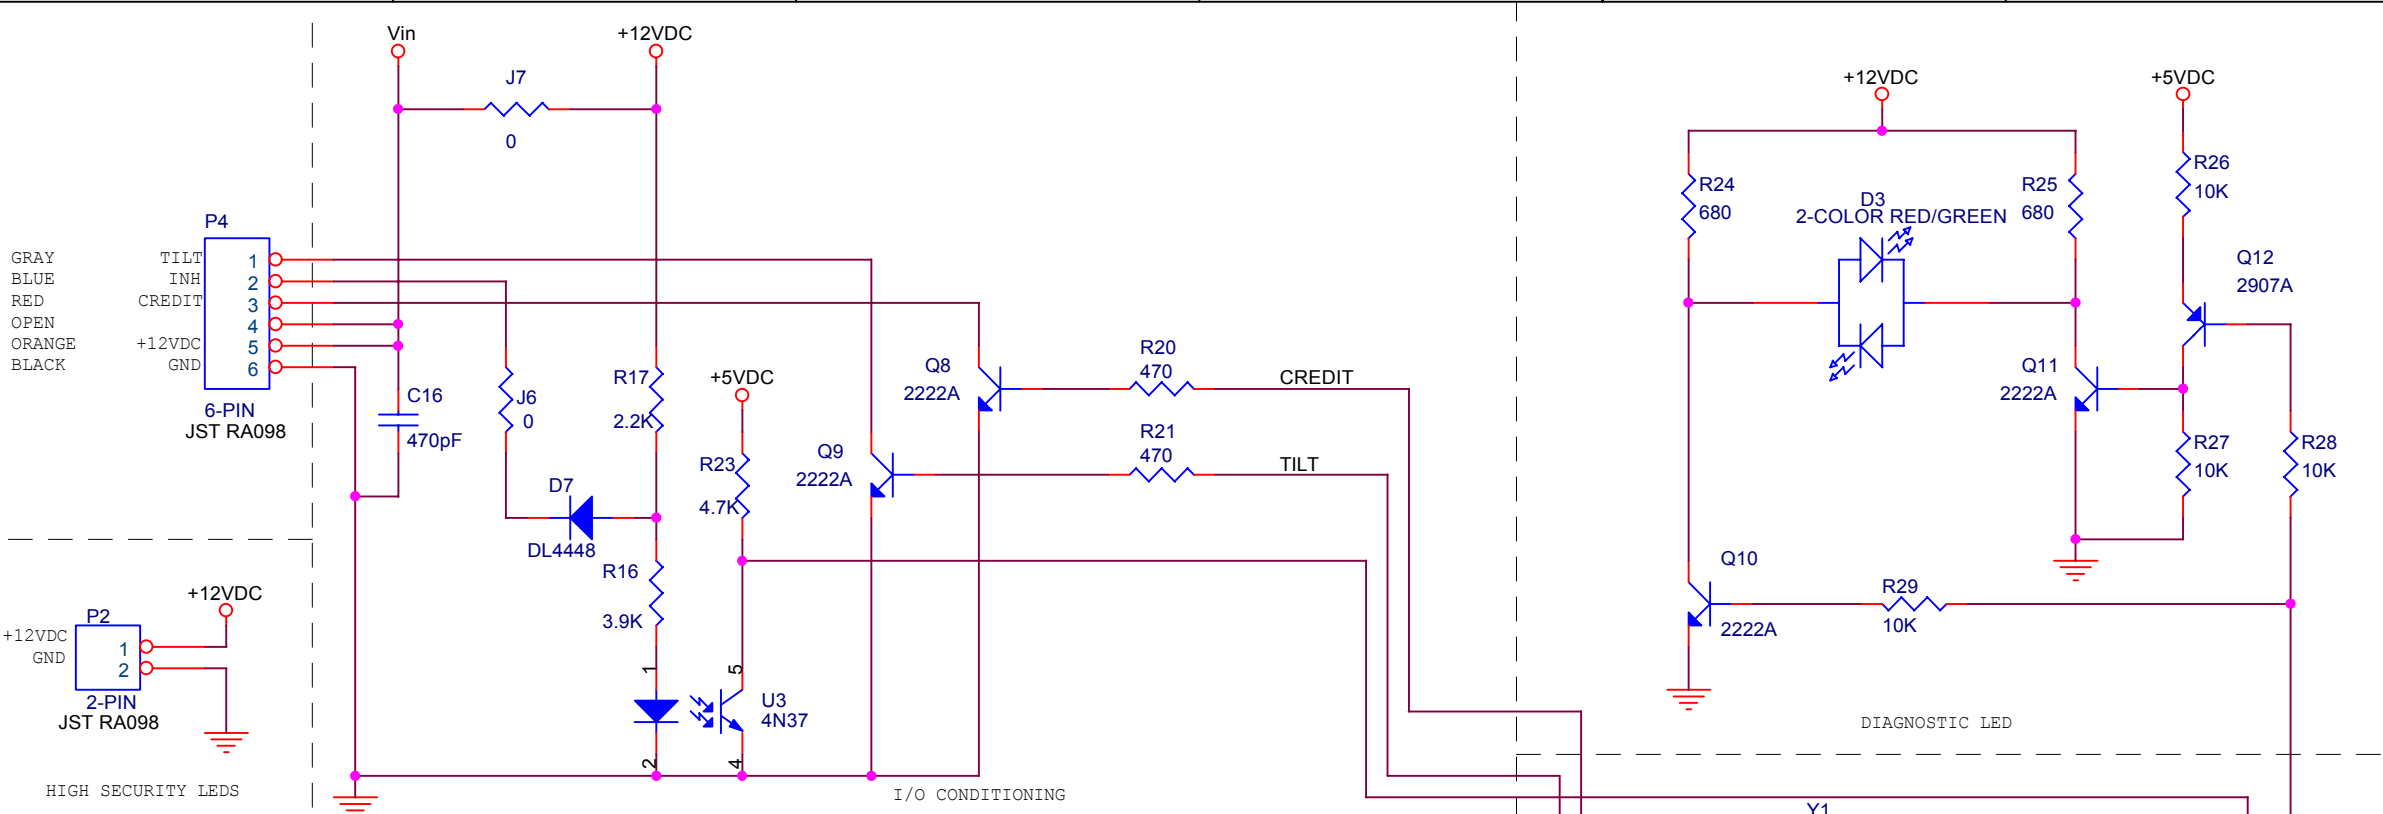 Vin
+12VDC
J7
0
P4
GRAY TILT 1
BLUE INH 2
RED CREDIT 3
OPEN 4
ORANGE +12VDC 5
BLACK GND 6
6-PIN
JST RA098
C16
470pF
J6
0
R17
2.2K
+5VDC
R23
4.7K
D7
DL4448
R16
3.9K
1
2
5
4
U3
4N37
Q8
2222A
Q9
2222A
R20
470
CREDIT
R21
470
TILT
I/O CONDITIONING
+12VDC
P2
+12VDC 1
GND 2
2-PIN
JST RA098
HIGH SECURITY LEDS
+12VDC
+5VDC
R24
680
D3
2-COLOR RED/GREEN
R25
680
R26
10K
Q12
2907A
Q11
2222A
R27
10K
R28
10K
Q10
2222A
R29
10K
DIAGNOSTIC LED
Y1